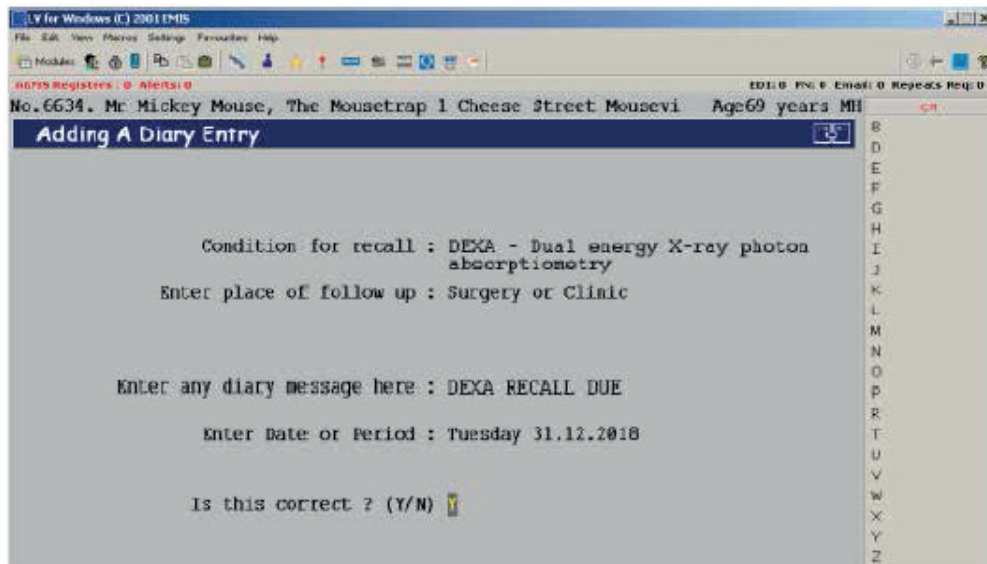 LV for Windows (C) 2001 EMIS
File Edit View Macros Settings Favourites Help
Modules
Registers : 0 Alerts: 0 EDI: 0 Email: 0 Repeats Req: 0
No.6634. Mr Mickey Mouse, The Mousetrap 1 Cheese Street Mousevi Age69 years MH
Adding A Diary Entry
Condition for recall : DEXA - Dual energy X-ray photon
absorptiometry
Enter place of follow up : Surgery or Clinic
Enter any diary message here : DEXA RECALL DUE
Enter Date or Period : Tuesday 31.12.2018
Is this correct ? (Y/N) Y
B
D
E
F
G
H
I
J
K
L
M
N
O
P
R
T
U
V
W
X
Y
Z